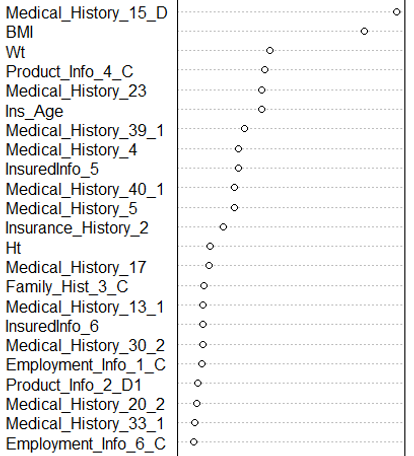 Medical_History_15_D
BMI
Wt
Product_Info_4_C
Medical_History_23
Ins_Age
Medical_History_39_1
Medical_History_4
InsuredInfo_5
Medical_History_40_1
Medical_History_5
Insurance_History_2
Ht
Medical_History_17
Family_Hist_3_C
Medical_History_13_1
InsuredInfo_6
Medical_History_30_2
Employment_Info_1_C
Product_Info_2_D1
Medical_History_20_2
Medical_History_33_1
Employment_Info_6_C